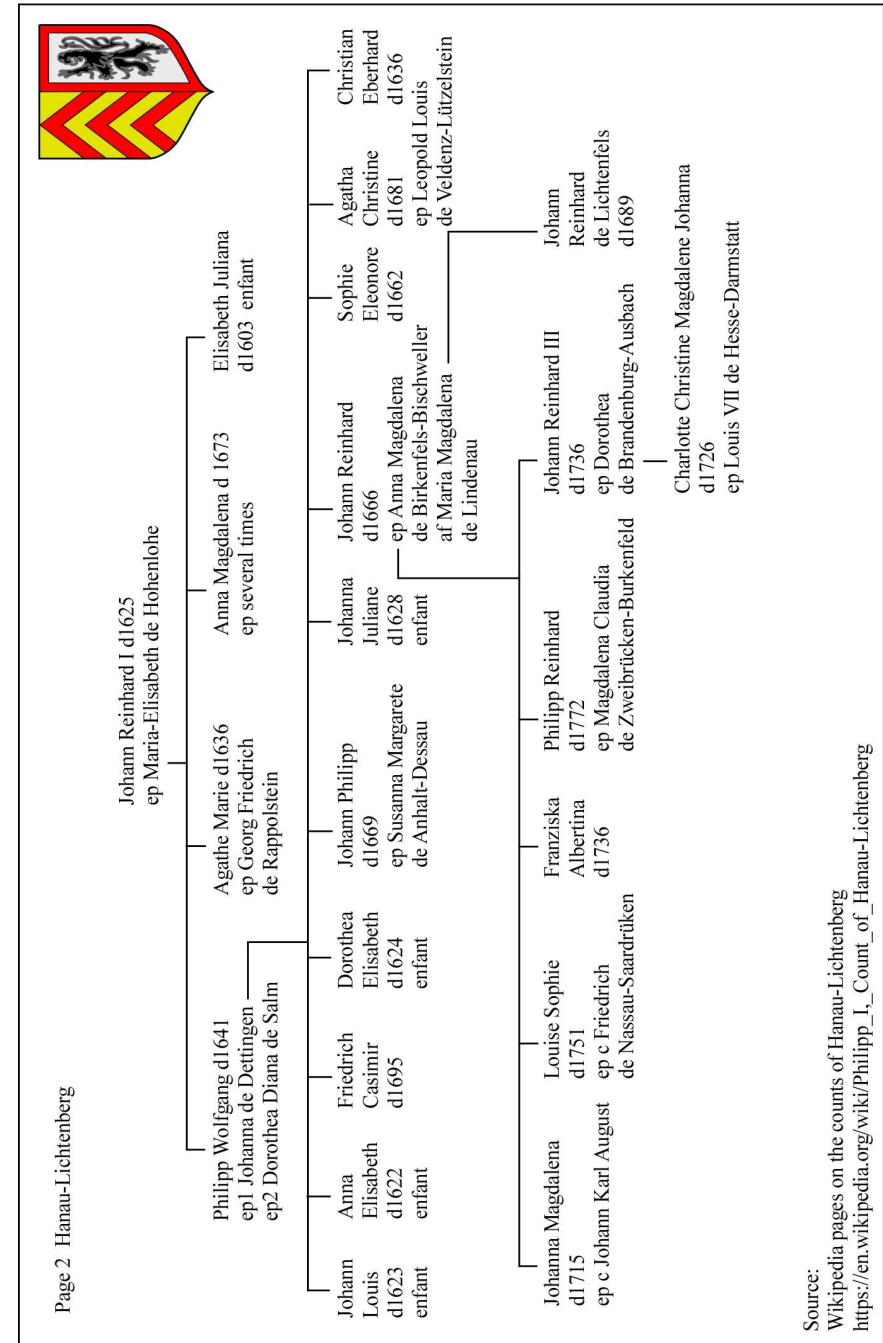 Page 2  Hanau-Lichtenberg
Johann Reinhard I d1625
ep Maria-Elisabeth de Hohenlohe
Philipp Wolfgang d1641
ep1 Johanna de Dettingen
ep2 Dorothea Diana de Salm
Agathe Marie d1636
ep Georg Friedrich
de Rappolstein
Anna Magdalena d 1673
ep several times
Elisabeth Juliana
d1603  enfant
Johann
Louis
d1623
enfant
Anna
Elisabeth
d1622
enfant
Friedrich
Casimir
d1695
Dorothea
Elisabeth
d1624
enfant
Johann Philipp
d1669
ep Susanna Margarete
de Anhalt-Dessau
Johanna
Juliane
d1628
enfant
Johann Reinhard
d1666
ep Anna Magdalena
de Birkenfels-Bischweller
af Maria Magdalena
de Lindenau
Sophie
Eleonore
d1662
Agatha
Christine
d1681
ep Leopold Louis
de Veldenz-Lützelstein
Christian
Eberhard
d1636
Johanna Magdalena
d1715
ep c Johann Karl August
Louise Sophie
d1751
ep c Friedrich
de Nassau-Saardrüken
Franziska
Albertina
d1736
Philipp Reinhard
d1772
ep Magdalena Claudia
de Zweibrücken-Burkenfeld
Johann Reinhard III
d1736
ep Dorothea
de Brandenburg-Ausbach
Johann
Reinhard
de Lichtenfels
d1689
Charlotte Christine Magdalene Johanna
d1726
ep Louis VII de Hesse-Darmstatt
Source:
Wikipedia pages on the counts of Hanau-Lichtenberg
https://en.wikipedia.org/wiki/Philipp_I,_Count_of_Hanau-Lichtenberg